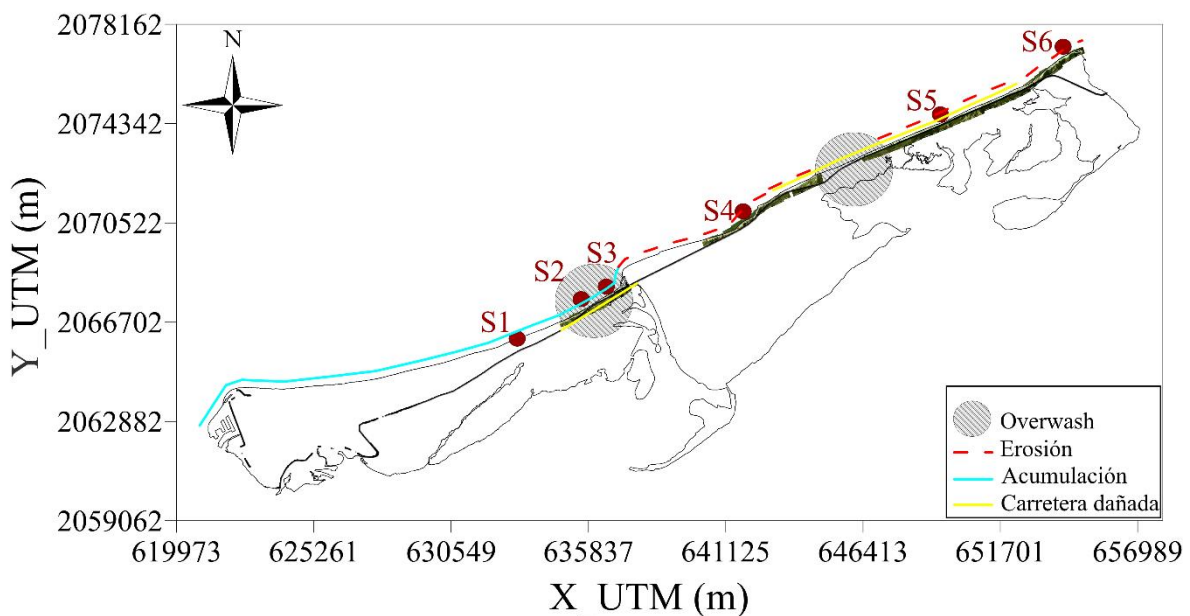 2078162
2074342
2070522
2066702
2062882
2059062
Y_UTM (m)
N
S6
S5
S4
S3
S2
S1
Overwash
Erosión
Acumulación
Carretera dañada
619973 625261 630549 635837 641125 646413 651701 656989
X_UTM (m)